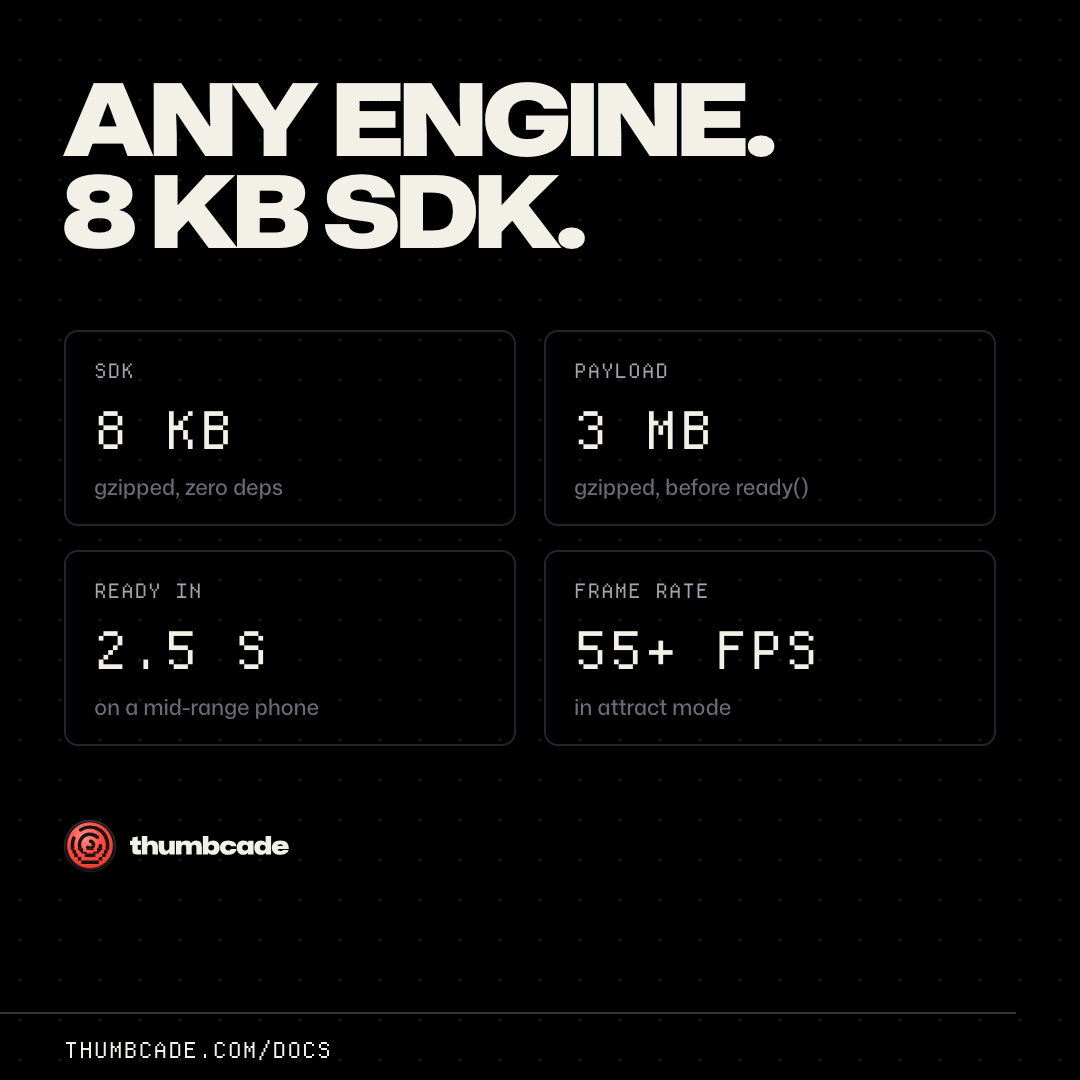 ANY ENGINE.
8 KB SDK.
SDK
8 KB
gzipped, zero deps
PAYLOAD
3 MB
gzipped, before ready()
READY IN
2.5 S
on a mid-range phone
FRAME RATE
55+ FPS
in attract mode
thumbcade
THUMBCADE.COM/DOCS